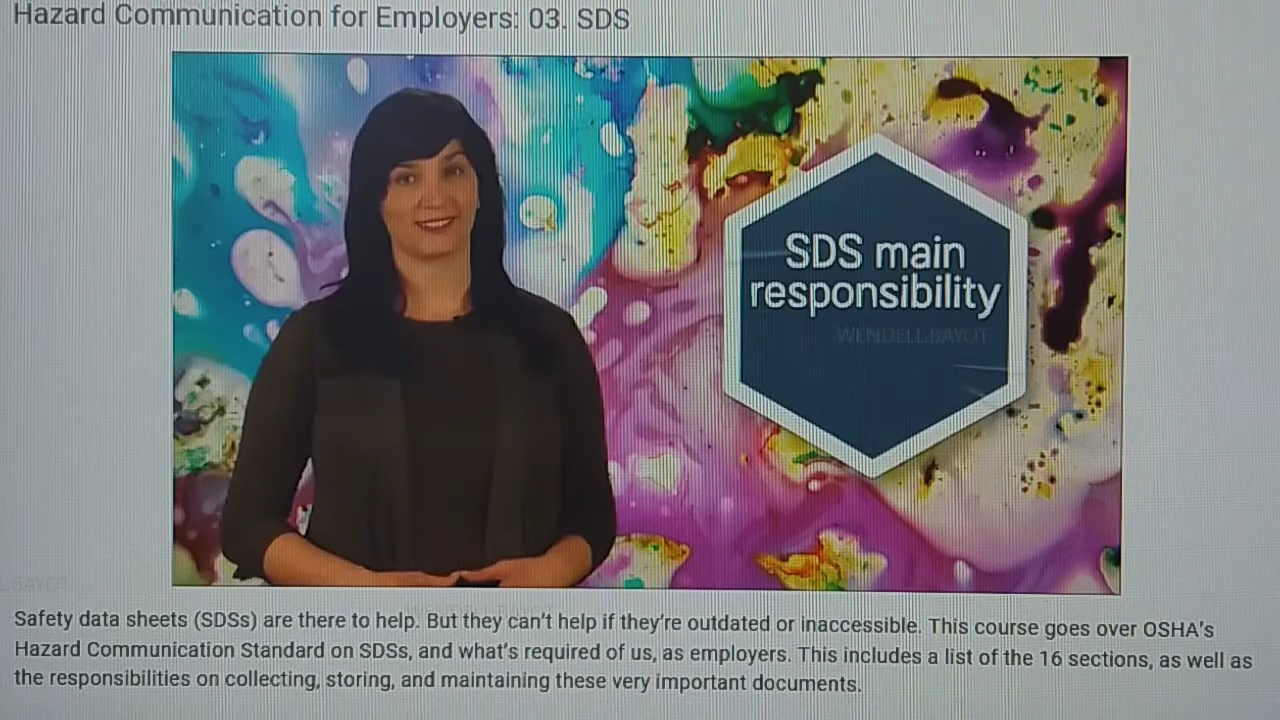 Hazard Communication for Employers: 03. SDS
SDS main
responsibility
WENDELL.BAYOT
L.BAYOT
Safety data sheets (SDSs) are there to help. But they can't help if they're outdated or inaccessible. This course goes over OSHA's
Hazard Communication Standard on SDSs, and what's required of us, as employers. This includes a list of the 16 sections, as well as
the responsibilities on collecting, storing, and maintaining these very important documents.